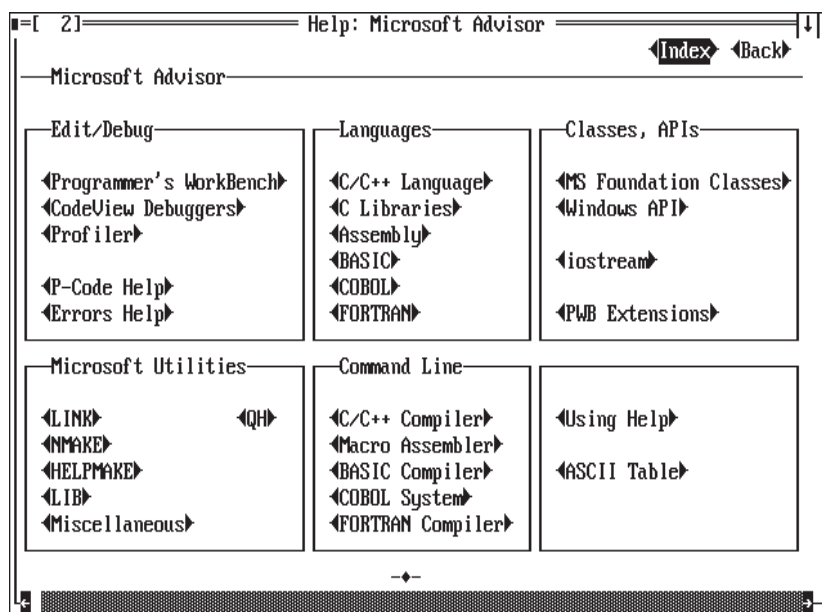 [ 2] Help: Microsoft Advisor
Index Back
Microsoft Advisor
Edit/Debug
Programmer's WorkBench
CodeView Debuggers
Profiler
P-Code Help
Errors Help
Languages
C/C++ Language
C Libraries
Assembly
BASIC
COBOL
FORTRAN
Classes, APIs
MS Foundation Classes
Windows API
iostream
PWB Extensions
Microsoft Utilities
LINK QH
NMAKE
HELPMAKE
LIB
Miscellaneous
Command Line
C/C++ Compiler
Macro Assembler
BASIC Compiler
COBOL System
FORTRAN Compiler
Using Help
ASCII Table